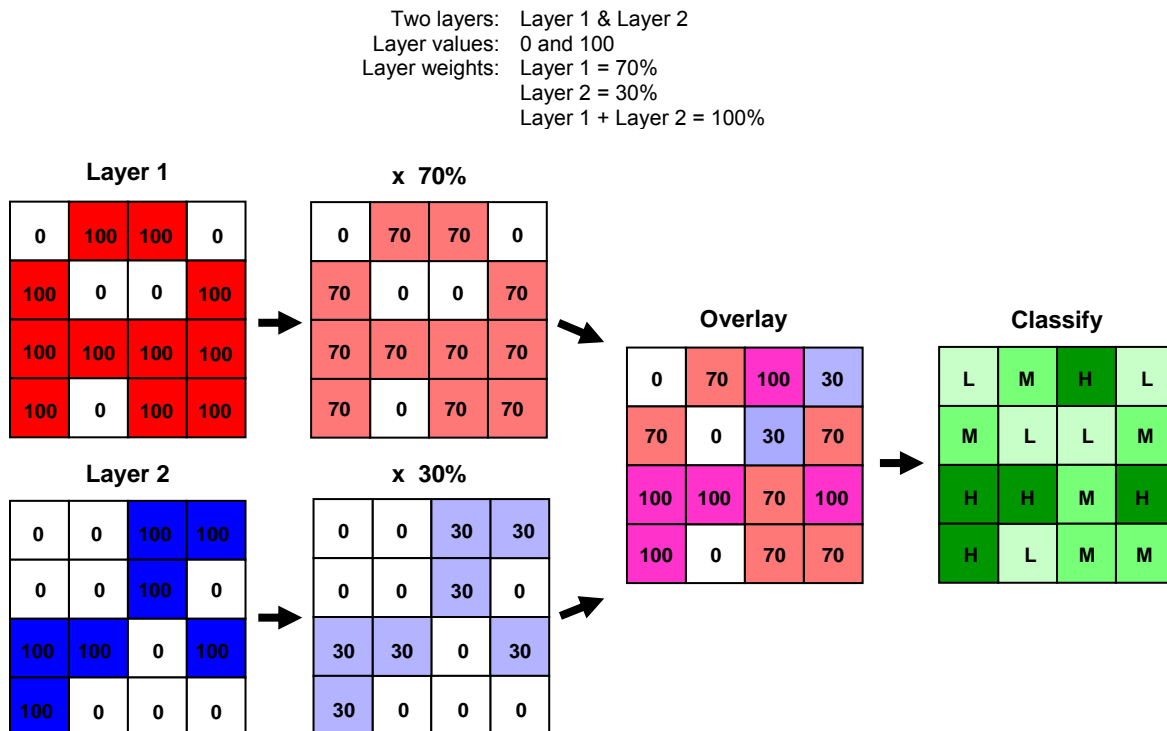 Two layers: Layer 1 & Layer 2
Layer values: 0 and 100
Layer weights: Layer 1 = 70%
Layer 2 = 30%
Layer 1 + Layer 2 = 100%
Layer 1
0 100 100 0
100 0 0 100
100 100 100 100
100 0 100 100
x 70%
0 70 70 0
70 0 0 70
70 70 70 70
70 0 70 70
Layer 2
0 0 100 100
0 0 100 0
100 100 0 100
100 0 0 0
x 30%
0 0 30 30
0 0 30 0
30 30 0 30
30 0 0 0
Overlay
0 70 100 30
70 0 30 70
100 100 70 100
100 0 70 70
Classify
L M H L
M L L M
H H M H
H L M M